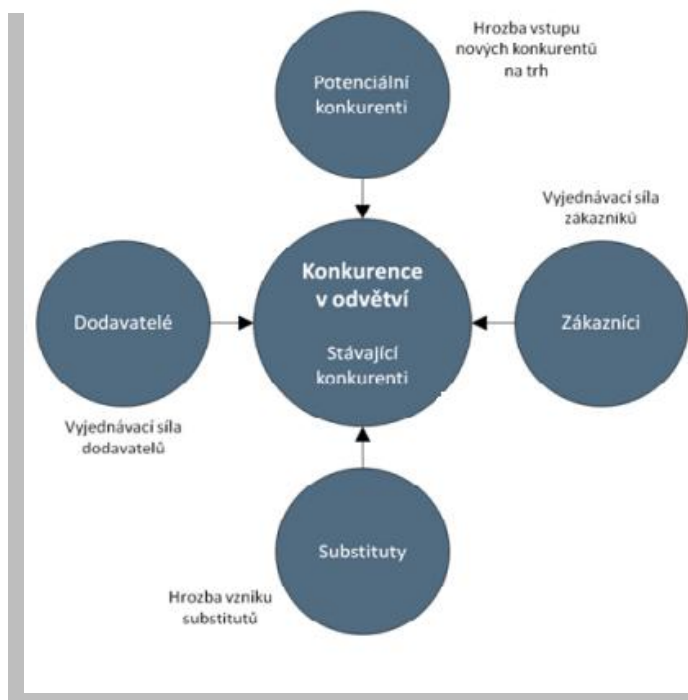 Hrozba vstupu
nových konkurentů
na trh
Potenciální
konkurenti
Vyjednávací síla
zákazníků
Konkurence
v odvětví
Stávající
konkurenti
Dodavatelé
Zákazníci
Vyjednávací síla
dodavatelů
Substituty
Hrozba vzniku
substitutů